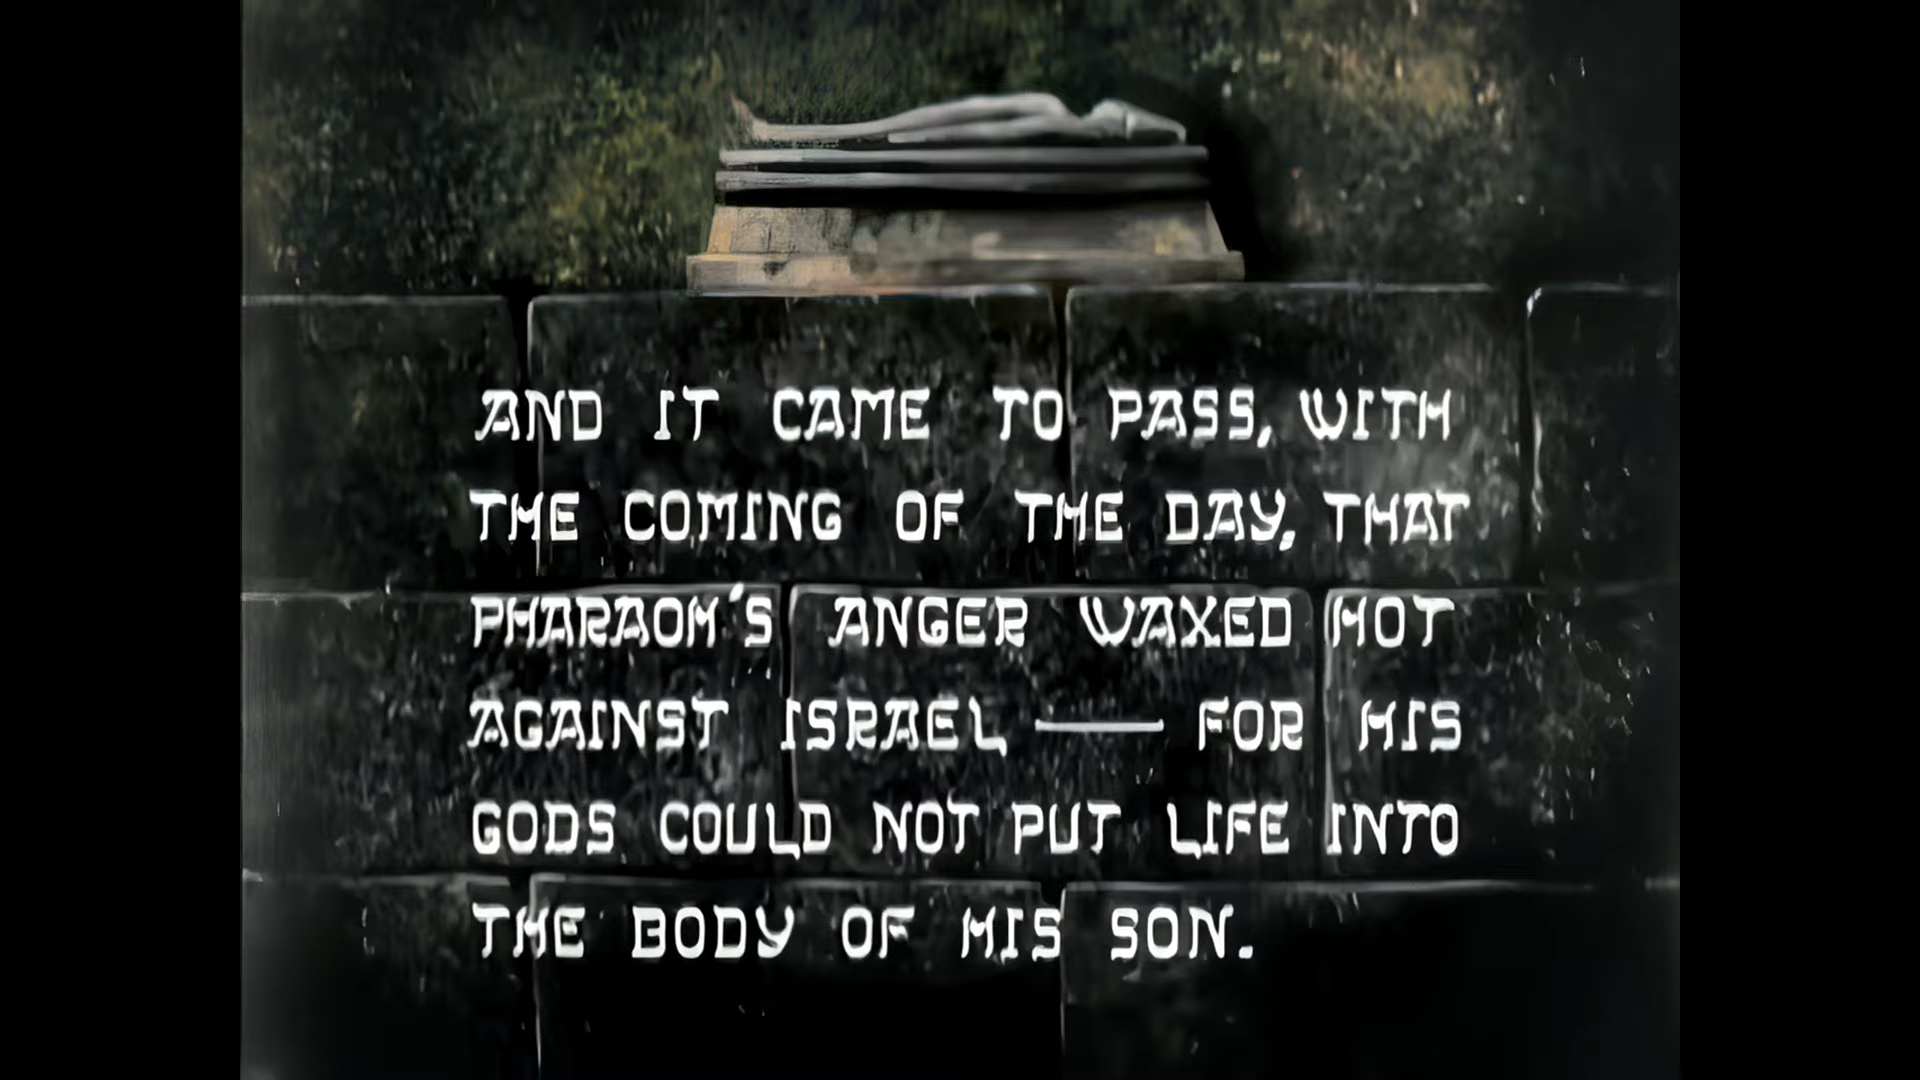 AND IT CAME TO PASS, WITH
THE COMING OF THE DAY, THAT
PHARAOH'S ANGER WAXED HOT
AGAINST ISRAEL — FOR HIS
GODS COULD NOT PUT LIFE INTO
THE BODY OF HIS SON.